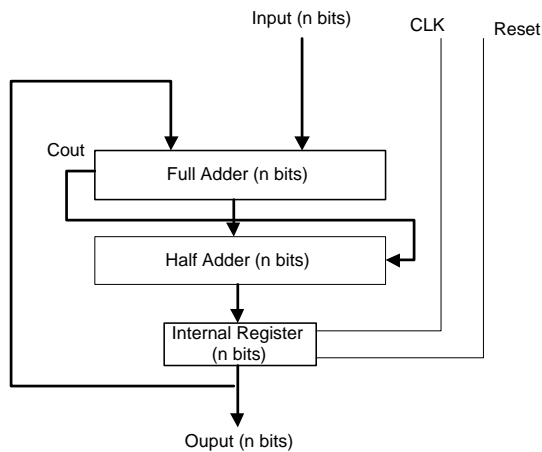 Input (n bits)
CLK
Reset
Cout
Full Adder (n bits)
Half Adder (n bits)
Internal Register
(n bits)
Ouput (n bits)